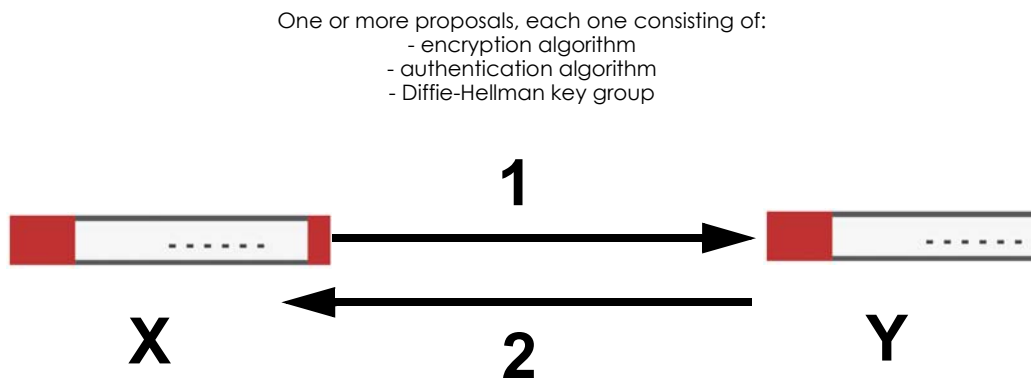 One or more proposals, each one consisting of:
- encryption algorithm
- authentication algorithm
- Diffie-Hellman key group
1
X
Y
2